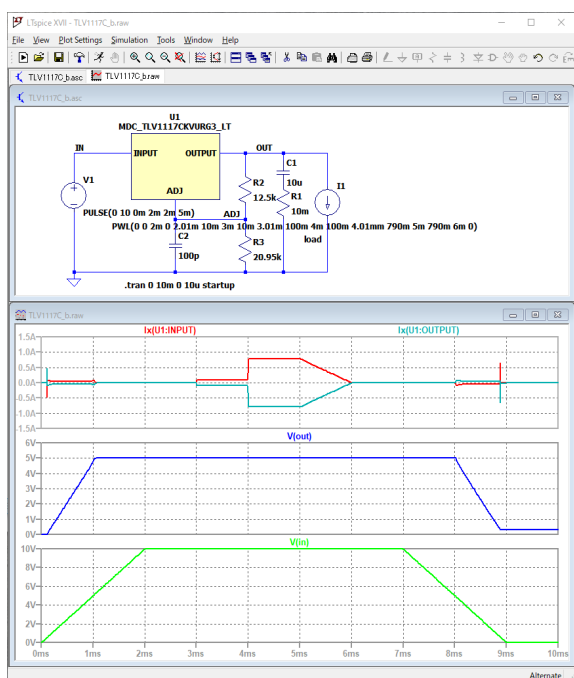 LTspice XVII - TLV1117C_b.raw
File View Plot Settings Simulation Tools Window Help
TLV1117C_b.asc TLV1117C_b.raw
TLV1117C_b.asc
U1
MDC_TLV1117CKVURG3_LT
IN
INPUT OUTPUT
OUT
C1
V1
10u
R2
I1
ADJ
12.5k
R1
PULSE(0 10 0m 2m 2m 5m)
ADJ
10m
PWL(0 0 2m 0 2.01m 10m 3m 10m 3.01m 100m 4m 100m 4.01mm 790m 5m 790m 6m 0)
C2
R3
load
100p
20.95k
.tran 0 10m 0 10u startup
TLV1117C_b.raw
Ix(U1:INPUT) Ix(U1:OUTPUT)
1.5A
1.0A
0.5A
0.0A
-0.5A
-1.0A
-1.5A
V(out)
6V
5V
4V
3V
2V
1V
0V
V(in)
10V
8V
6V
4V
2V
0V
0ms 1ms 2ms 3ms 4ms 5ms 6ms 7ms 8ms 9ms 10ms
Alternate